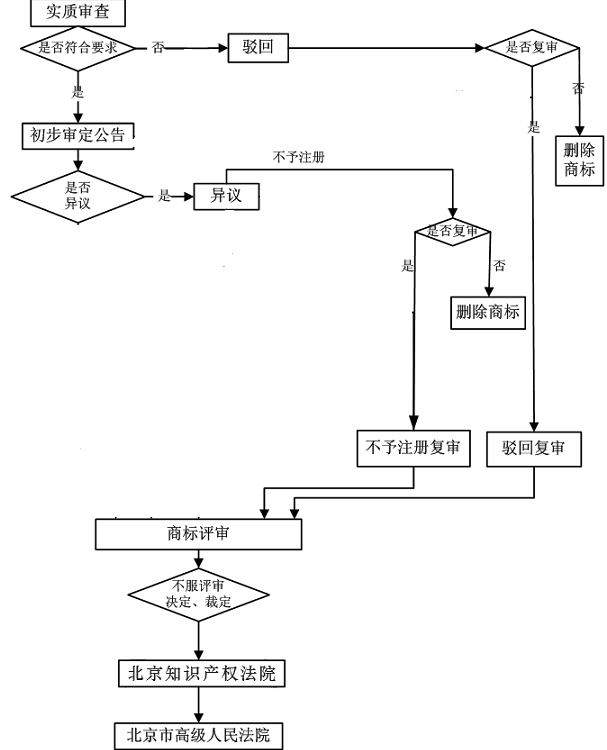 实质审查
是否符合要求
否
驳回
是否复审
是
否
删除
商标
是
初步审定公告
是否
异议
是
异议
不予注册
是否复审
是
否
删除商标
不予注册复审
驳回复审
商标评审
不服评审
决定、裁定
北京知识产权法院
北京市高级人民法院